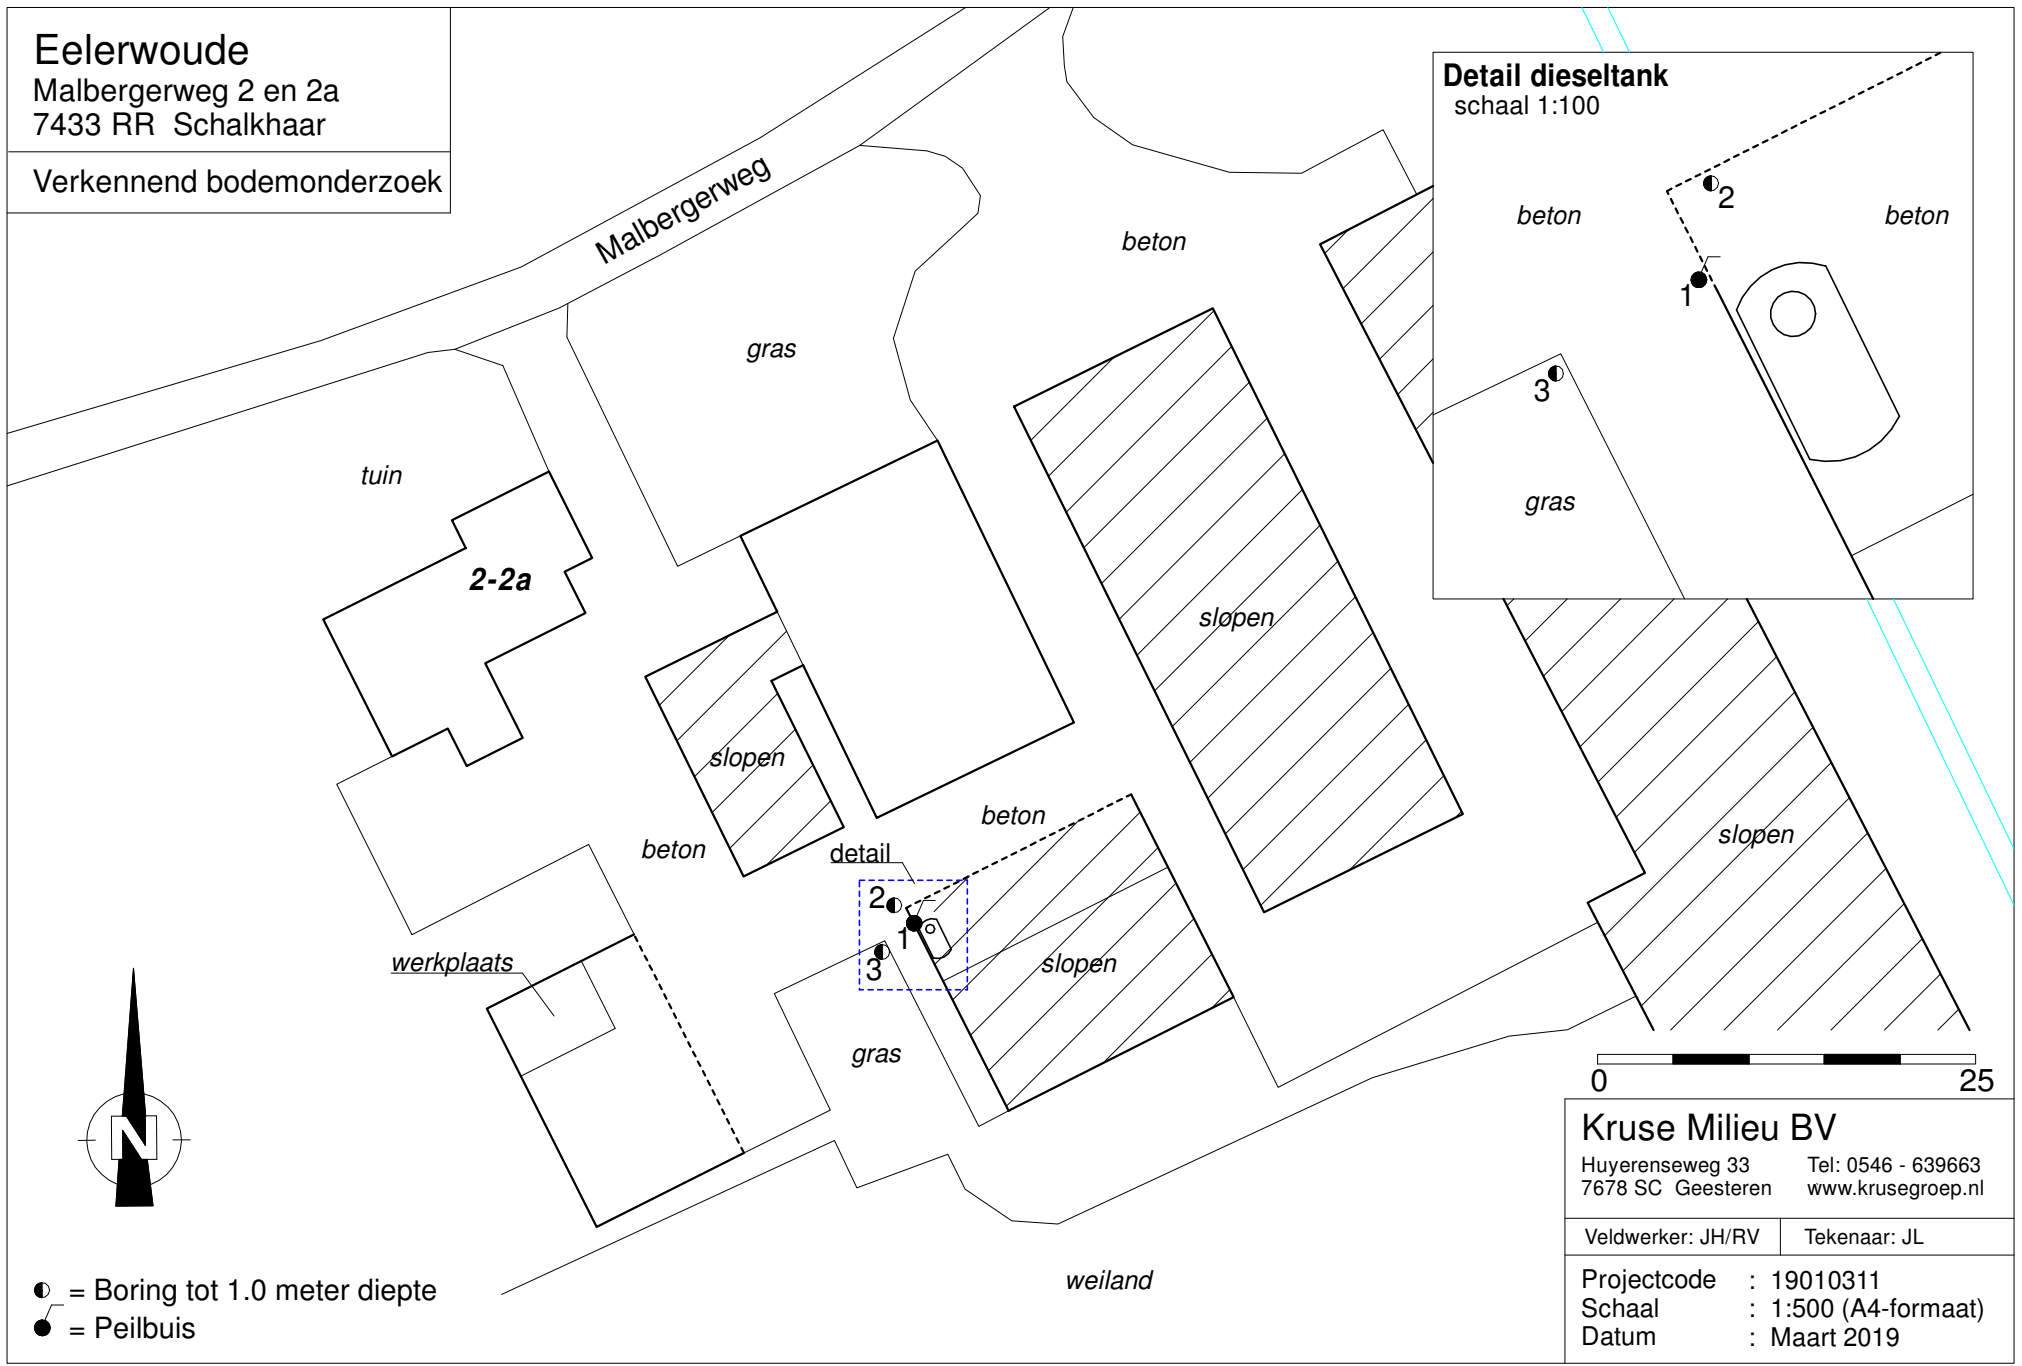 Eelerwoude
Malbergerweg 2 en 2a
7433 RR  Schalkhaar
Verkennend bodemonderzoek
Detail dieseltank
schaal 1:100
beton
beton
2
1
3
gras
Malbergerweg
beton
gras
tuin
2-2a
slopen
slopen
slopen
beton
beton
detail
2
1
3
slopen
werkplaats
gras
N
0
25
weiland
= Boring tot 1.0 meter diepte
= Peilbuis
Kruse Milieu BV
Huyerenseweg 33 Tel: 0546 - 639663
7678 SC  Geesteren www.krusegroep.nl
Veldwerker: JH/RV Tekenaar: JL
Projectcode : 19010311
Schaal : 1:500 (A4-formaat)
Datum : Maart 2019